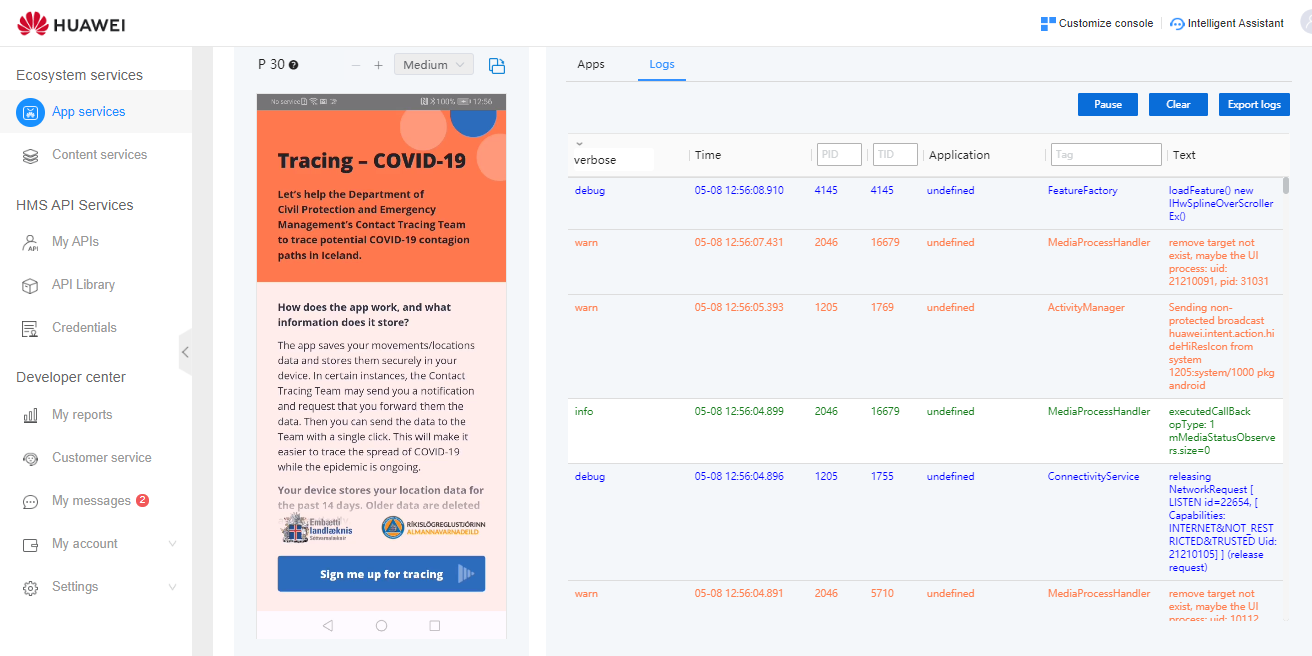 HUAWEI
Customize console
Intelligent Assistant
Ecosystem services
App services
Content services
HMS API Services
My APIs
API Library
Credentials
Developer center
My reports
Customer service
My messages 2
My account
Settings
P 30 ?
Medium
No service
100% 12:56
Tracing – COVID-19
Let's help the Department of
Civil Protection and Emergency
Management's Contact Tracing Team
to trace potential COVID-19 contagion
paths in Iceland.
How does the app work, and what
information does it store?
The app saves your movements/locations
data and stores them securely in your
device. In certain instances, the Contact
Tracing Team may send you a notification
and request that you forward them the
data. Then you can send the data to the
Team with a single click. This will make it
easier to trace the spread of COVID-19
while the epidemic is ongoing.
Your device stores your location data for
the past 14 days. Older data are deleted
Embætti
landlæknis
RÍKISLÖGREGLUSTJÓRINN
ALMANNAVARNADEILD
Sign me up for tracing
Apps
Logs
Pause
Clear
Export logs
verbose
Time
PID
TID
Application
Tag
Text
debug 05-08 12:56:08.910 4145 4145 undefined FeatureFactory loadFeature() new
IHwSplineOverScroller
Ex()
warn 05-08 12:56:07.431 2046 16679 undefined MediaProcessHandler remove target not
exist, maybe the UI
process: uid:
21210091, pid: 31031
warn 05-08 12:56:05.393 1205 1769 undefined ActivityManager Sending non-
protected broadcast
huawei.intent.action.hi
deHiResIcon from
system
1205:system/1000 pkg
android
info 05-08 12:56:04.899 2046 16679 undefined MediaProcessHandler executedCallBack
opType: 1
mMediaStatusObserve
rs.size=0
debug 05-08 12:56:04.896 1205 1755 undefined ConnectivityService releasing
NetworkRequest [
LISTEN id=22654, [
Capabilities:
INTERNET&NOT_REST
RICTED&TRUSTED Uid:
21210105] ] (release
request)
warn 05-08 12:56:04.891 2046 5710 undefined MediaProcessHandler remove target not
exist, maybe the UI
process: uid: 10112